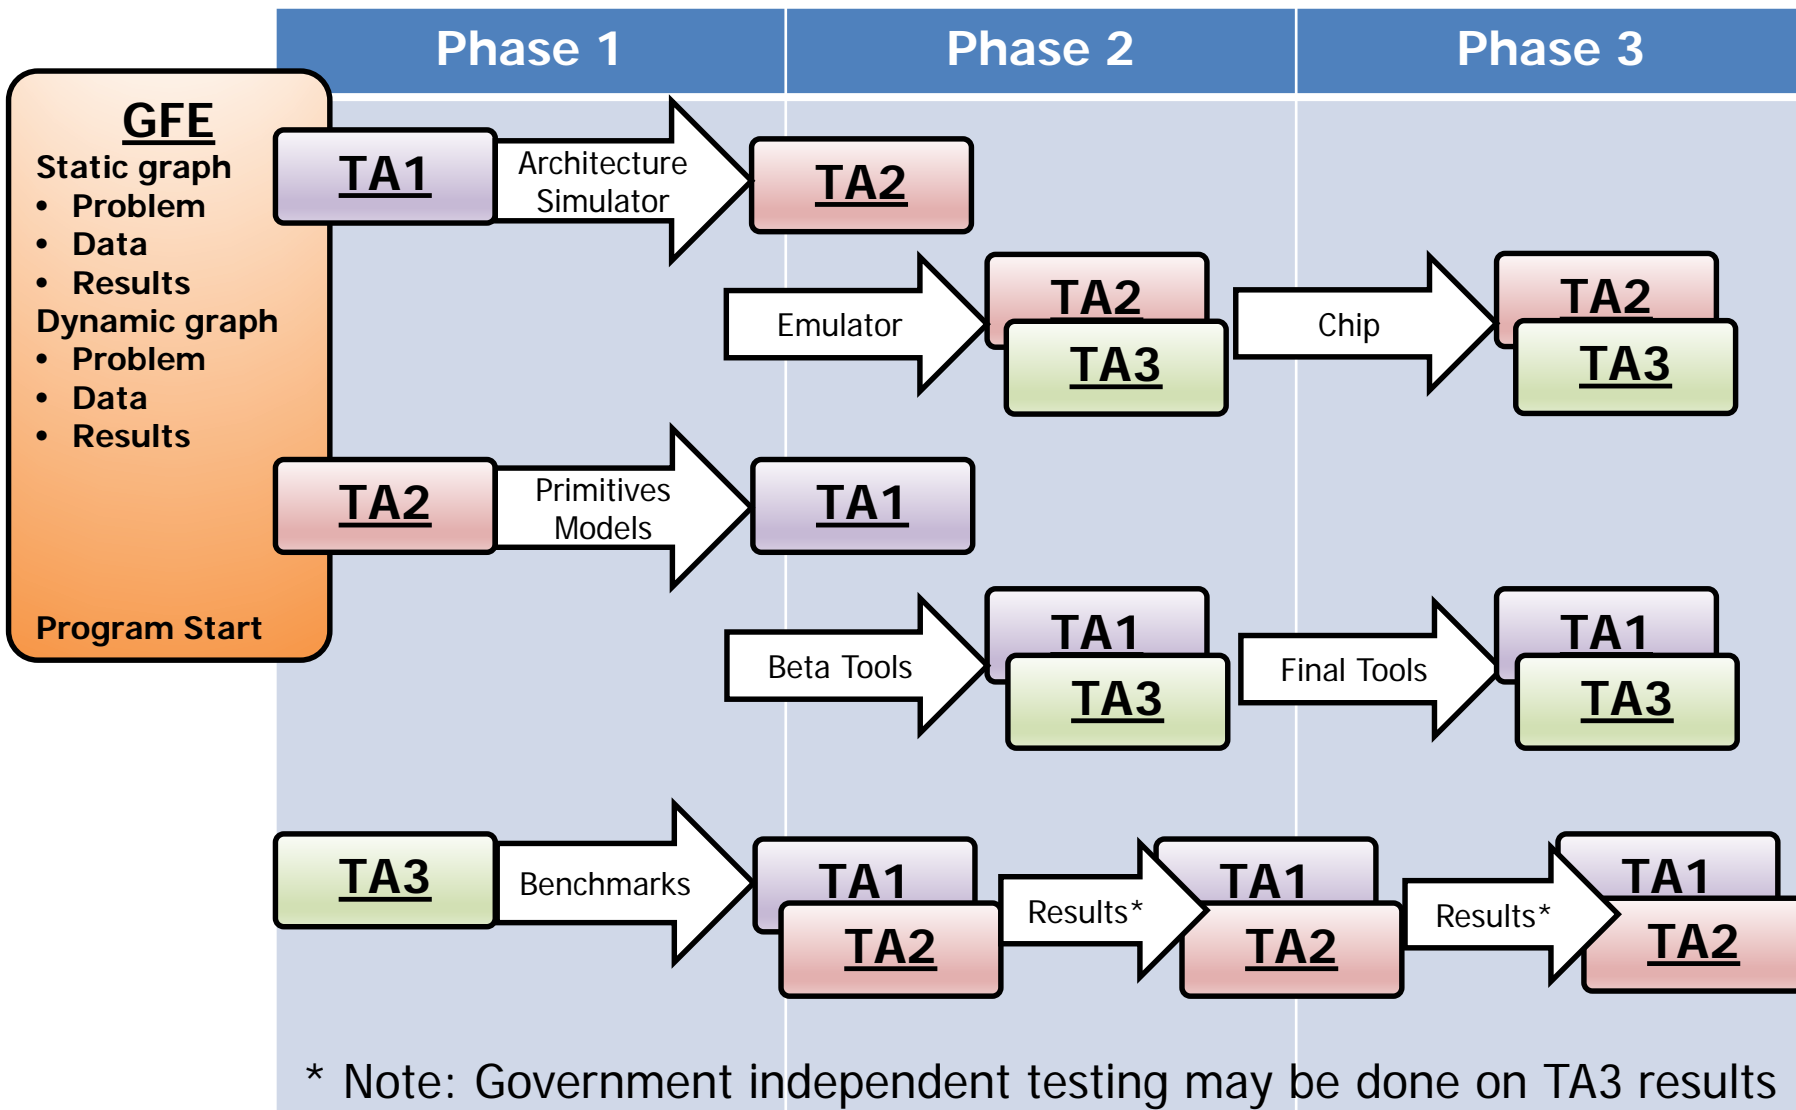 Phase 1
Phase 2
Phase 3
GFE
Static graph
• Problem
• Data
• Results
Dynamic graph
• Problem
• Data
• Results
Program Start
TA1
Architecture
Simulator
TA2
Emulator
TA2
TA3
Chip
TA2
TA3
TA2
Primitives
Models
TA1
Beta Tools
TA1
TA3
Final Tools
TA1
TA3
TA3
Benchmarks
TA1
TA2
Results*
TA1
TA2
Results*
TA1
TA2
* Note: Government independent testing may be done on TA3 results